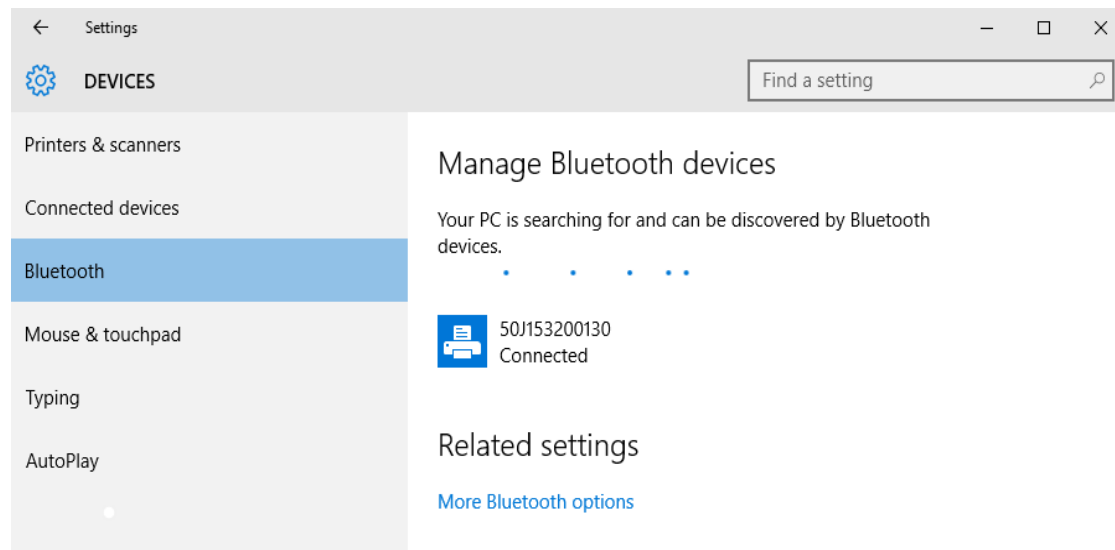 Settings
DEVICES
Find a setting
Printers & scanners
Connected devices
Bluetooth
Mouse & touchpad
Typing
AutoPlay
Manage Bluetooth devices
Your PC is searching for and can be discovered by Bluetooth
devices.
50J153200130
Connected
Related settings
More Bluetooth options